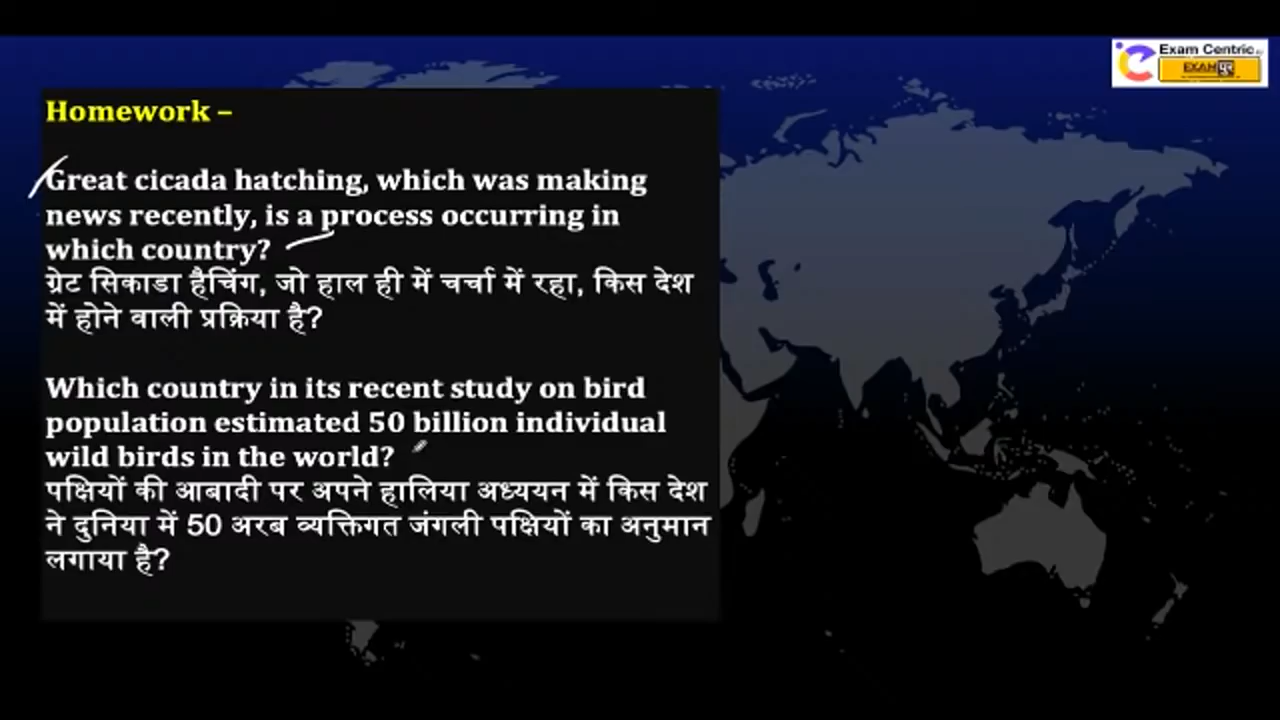 Exam Centric
EXAM पुर
Homework –
Great cicada hatching, which was making
news recently, is a process occurring in
which country?
ग्रेट सिकाडा हैचिंग, जो हाल ही में चर्चा में रहा, किस देश
में होने वाली प्रक्रिया है?
Which country in its recent study on bird
population estimated 50 billion individual
wild birds in the world?
पक्षियों की आबादी पर अपने हालिया अध्ययन में किस देश
ने दुनिया में 50 अरब व्यक्तिगत जंगली पक्षियों का अनुमान
लगाया है?